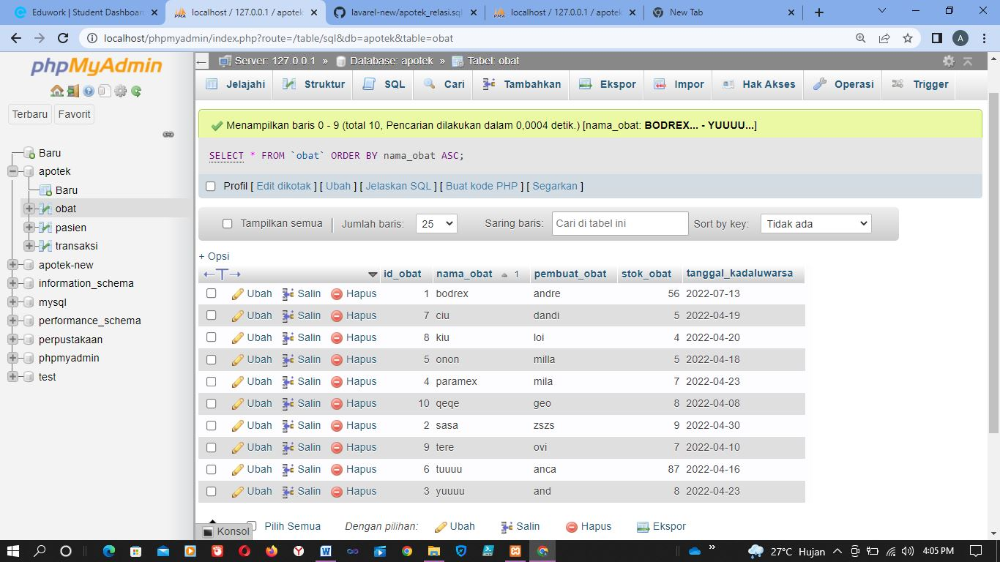 Eduwork | Student Dashboar
localhost / 127.0.0.1 / apotek
lavarel-new/apotek_relasi.sql
localhost / 127.0.0.1 / apotek
New Tab
localhost/phpmyadmin/index.php?route=/table/sql&db=apotek&table=obat
A
phpMyAdmin
Terbaru Favorit
Baru
apotek
Baru
obat
pasien
transaksi
apotek-new
information_schema
mysql
performance_schema
perpustakaan
phpmyadmin
test
Server: 127.0.0.1 » Database: apotek » Tabel: obat
Jelajahi Struktur SQL Cari Tambahkan Ekspor Impor Hak Akses Operasi Trigger
Menampilkan baris 0 - 9 (total 10, Pencarian dilakukan dalam 0,0004 detik.) [nama_obat: BODREX... - YUUUU...]
SELECT * FROM `obat` ORDER BY nama_obat ASC;
Profil [ Edit dikotak ] [ Ubah ] [ Jelaskan SQL ] [ Buat kode PHP ] [ Segarkan ]
Tampilkan semua | Jumlah baris: 25 Saring baris: Cari di tabel ini Sort by key: Tidak ada
+ Opsi
←T→ id_obat nama_obat 1 pembuat_obat stok_obat tanggal_kadaluwarsa
Ubah Salin Hapus 1 bodrex andre 56 2022-07-13
Ubah Salin Hapus 7 ciu dandi 5 2022-04-19
Ubah Salin Hapus 8 kiu loi 4 2022-04-20
Ubah Salin Hapus 5 onon milla 5 2022-04-18
Ubah Salin Hapus 4 paramex mila 7 2022-04-23
Ubah Salin Hapus 10 qeqe geo 8 2022-04-08
Ubah Salin Hapus 2 sasa zszs 9 2022-04-30
Ubah Salin Hapus 9 tere ovi 7 2022-04-10
Ubah Salin Hapus 6 tuuuu anca 87 2022-04-16
Ubah Salin Hapus 3 yuuuu and 8 2022-04-23
Pilih Semua Dengan pilihan: Ubah Salin Hapus Ekspor
Konsol
27°C Hujan 4:05 PM